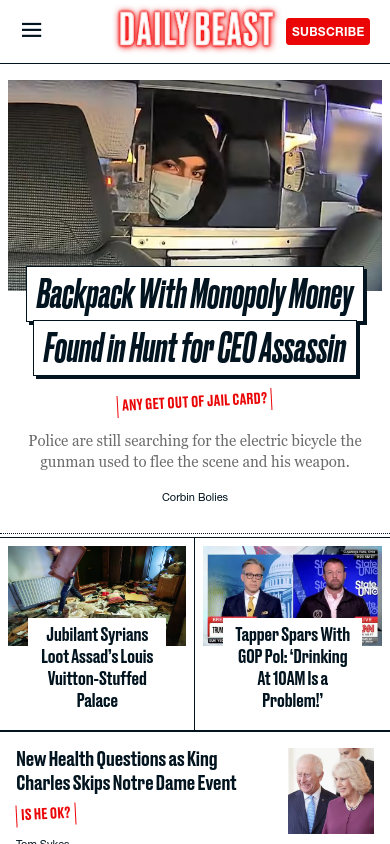 DAILY BEAST
SUBSCRIBE
Backpack With Monopoly Money
Found in Hunt for CEO Assassin
ANY GET OUT OF JAIL CARD?
Police are still searching for the electric bicycle the
gunman used to flee the scene and his weapon.
Corbin Bolies
Jubilant Syrians
Loot Assad's Louis
Vuitton-Stuffed
Palace
State
UNIO
Tapper Spars With
GOP Pol: ‘Drinking
At 10AM Is a
Problem!’
New Health Questions as King
Charles Skips Notre Dame Event
IS HE OK?
Tom Sykes